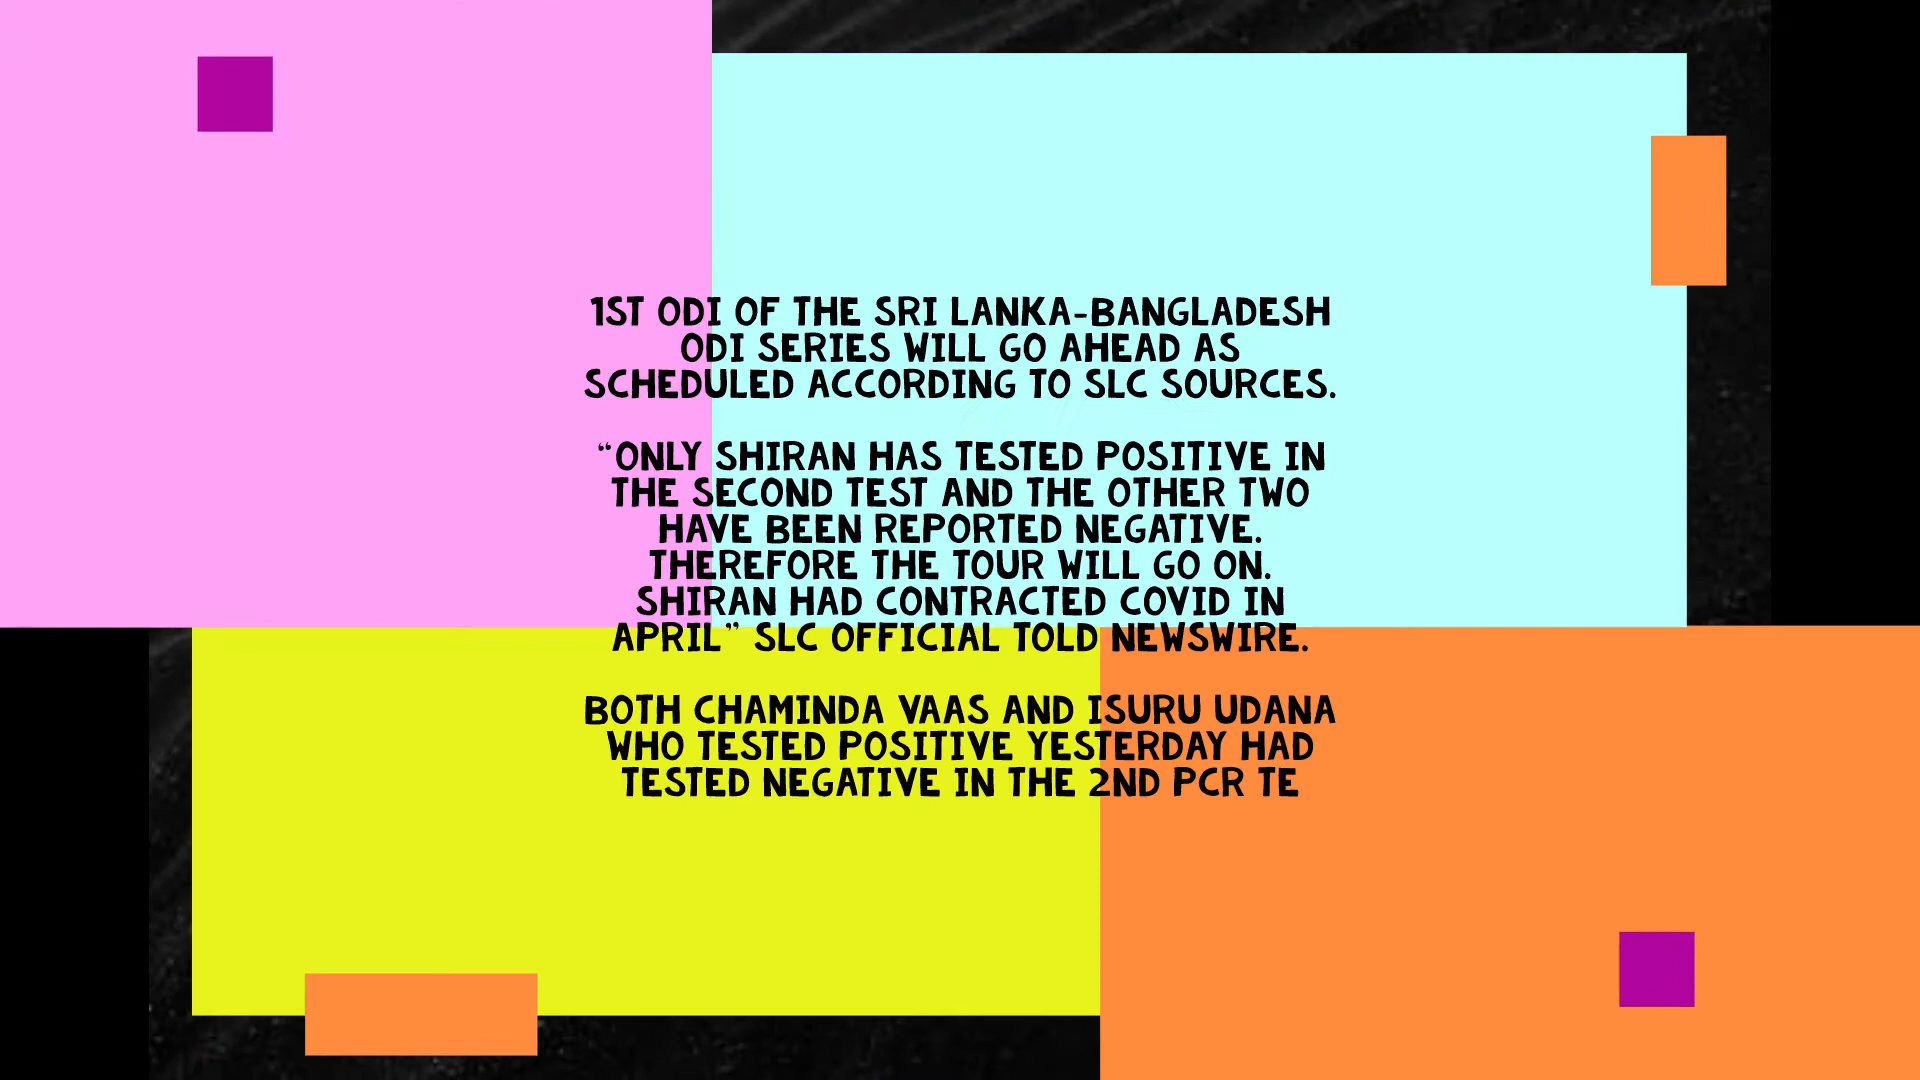 1ST ODI OF THE SRI LANKA-BANGLADESH
ODI SERIES WILL GO AHEAD AS
SCHEDULED ACCORDING TO SLC SOURCES.
“ONLY SHIRAN HAS TESTED POSITIVE IN
THE SECOND TEST AND THE OTHER TWO
HAVE BEEN REPORTED NEGATIVE.
THEREFORE THE TOUR WILL GO ON.
SHIRAN HAD CONTRACTED COVID IN
APRIL” SLC OFFICIAL TOLD NEWSWIRE.
BOTH CHAMINDA VAAS AND ISURU UDANA
WHO TESTED POSITIVE YESTERDAY HAD
TESTED NEGATIVE IN THE 2ND PCR TE